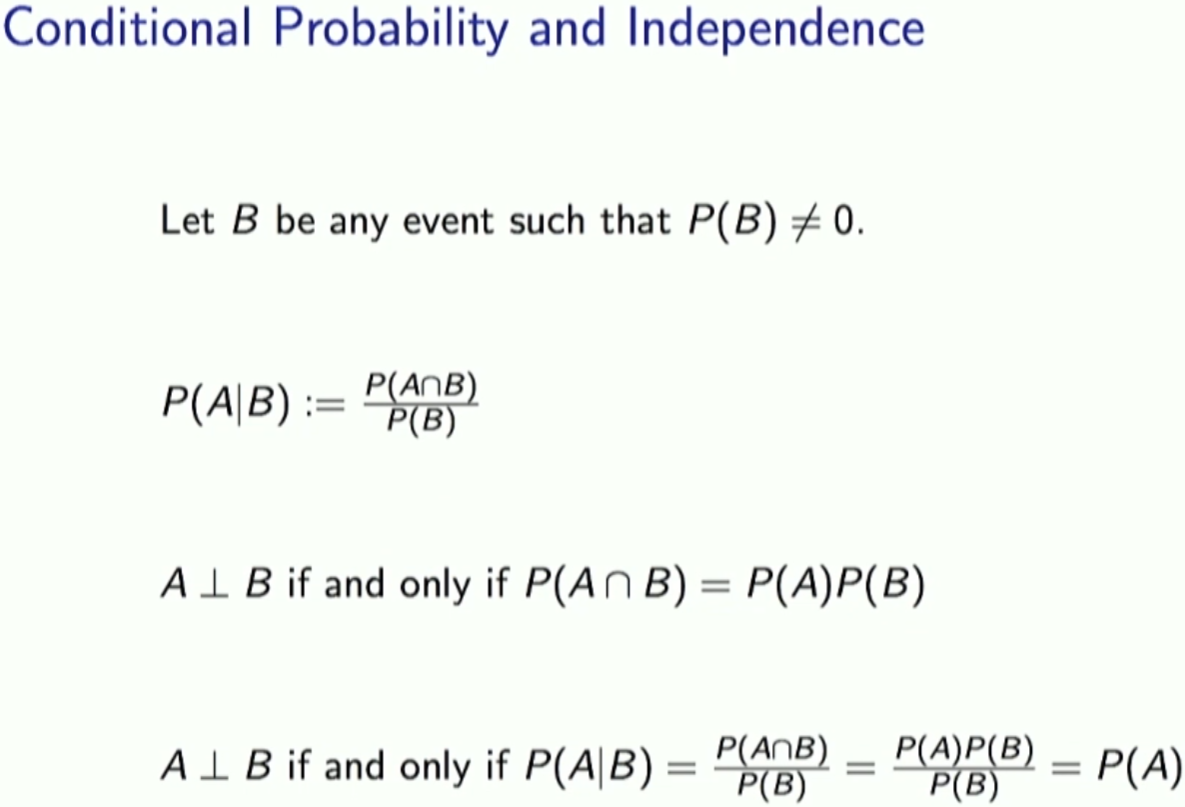 Conditional Probability and Independence
Let B be any event such that P(B) ≠ 0.
P(A|B) := P(A∩B)/P(B)
A ⊥ B if and only if P(A ∩ B) = P(A)P(B)
A ⊥ B if and only if P(A|B) = P(A∩B)/P(B) = P(A)P(B)/P(B) = P(A)